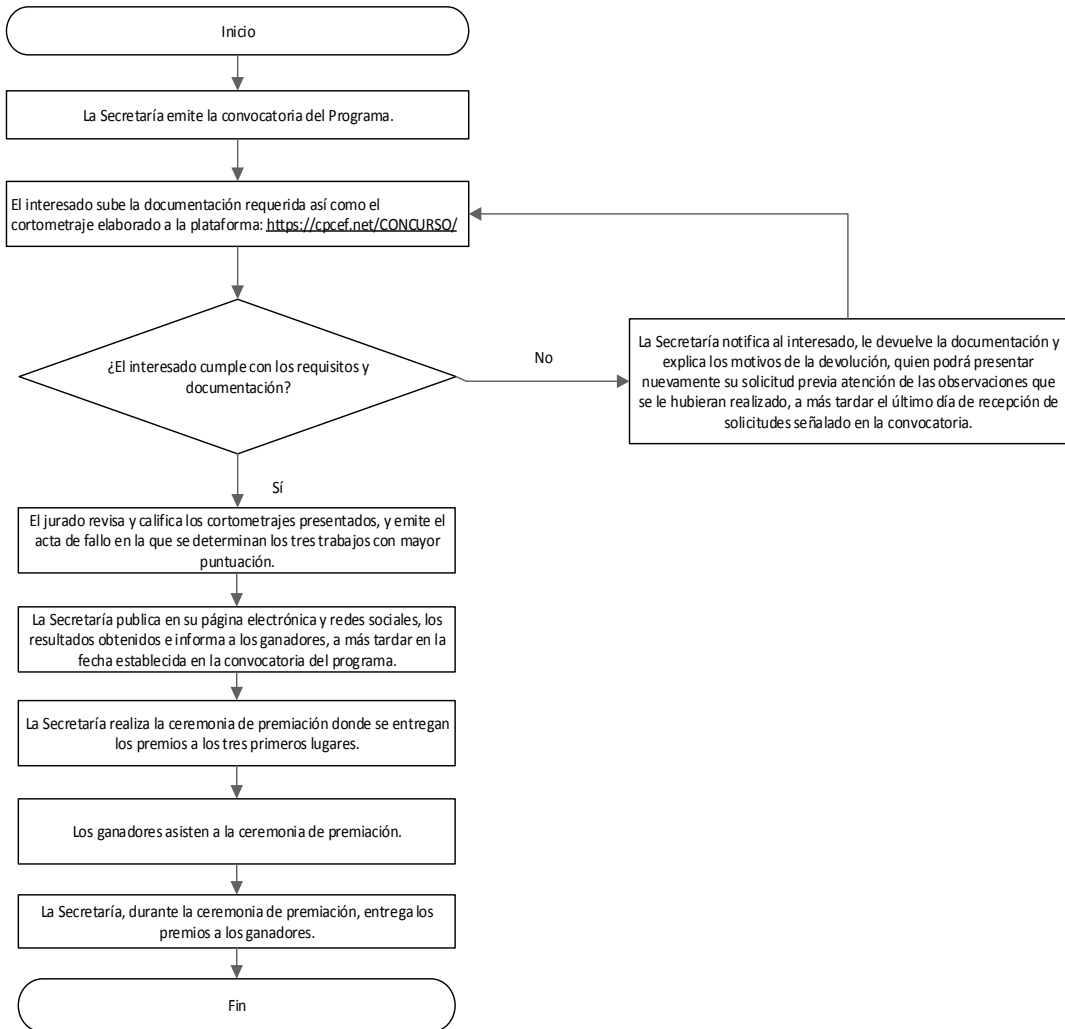 Inicio
La Secretaría emite la convocatoria del Programa.
El interesado sube la documentación requerida así como el
cortometraje elaborado a la plataforma: https://cpcef.net/CONCURSO/
¿El interesado cumple con los requisitos y
documentación?
No
La Secretaría notifica al interesado, le devuelve la documentación y
explica los motivos de la devolución, quien podrá presentar
nuevamente su solicitud previa atención de las observaciones que
se le hubieran realizado, a más tardar el último día de recepción de
solicitudes señalado en la convocatoria.
Sí
El jurado revisa y califica los cortometrajes presentados, y emite el
acta de fallo en la que se determinan los tres trabajos con mayor
puntuación.
La Secretaría publica en su página electrónica y redes sociales, los
resultados obtenidos e informa a los ganadores, a más tardar en la
fecha establecida en la convocatoria del programa.
La Secretaría realiza la ceremonia de premiación donde se entregan
los premios a los tres primeros lugares.
Los ganadores asisten a la ceremonia de premiación.
La Secretaría, durante la ceremonia de premiación, entrega los
premios a los ganadores.
Fin